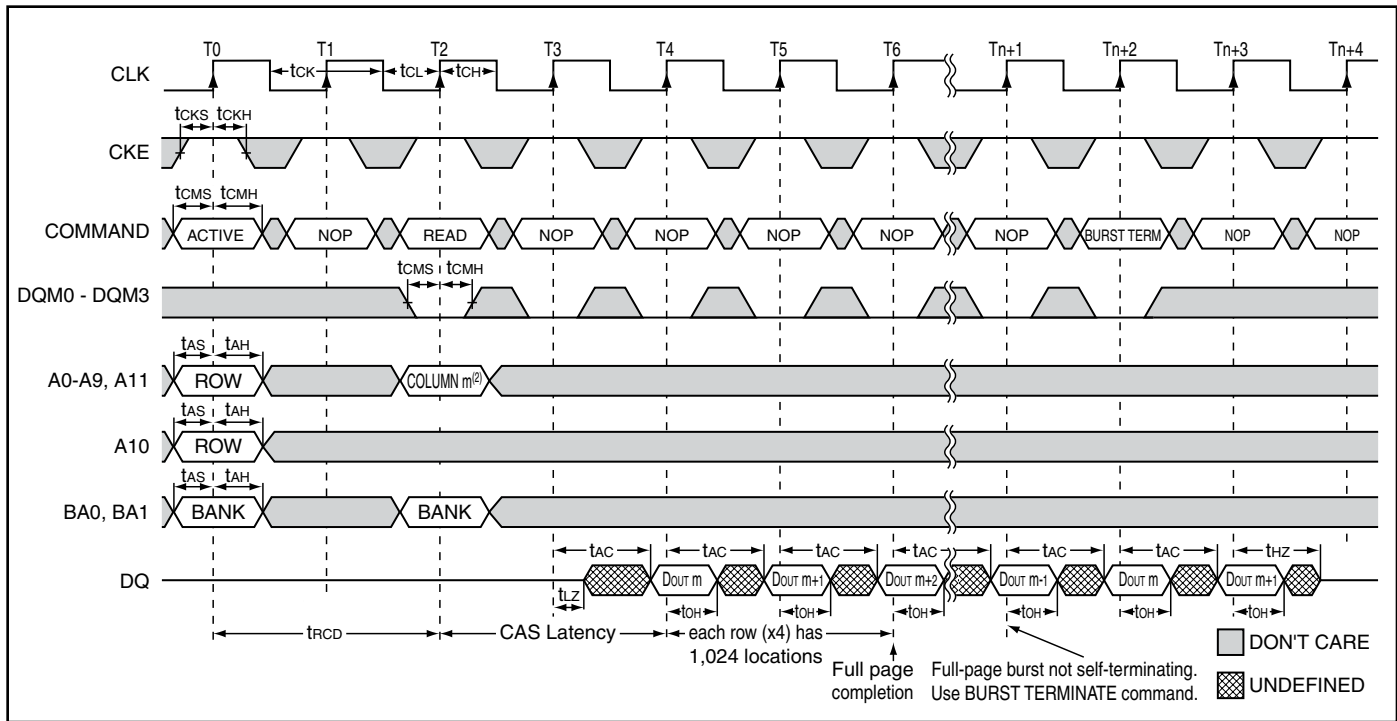 T0 T1 T2 T3 T4 T5 T6 Tn+1 Tn+2 Tn+3 Tn+4
CLK tCK tCL tCH
tCKS tCKH
CKE
tCMS tCMH
COMMAND ACTIVE NOP READ NOP NOP NOP NOP NOP BURST TERM NOP NOP
tCMS tCMH
DQM0 - DQM3
tAS tAH
A0-A9, A11 ROW COLUMN m(2)
tAS tAH
A10 ROW
tAS tAH
BA0, BA1 BANK BANK
tAC tAC tAC tAC tAC tAC tHZ
DQ DOUT m DOUT m+1 DOUT m+2 DOUT m-1 DOUT m DOUT m+1
tLZ tOH tOH tOH tOH tOH tOH
tRCD CAS Latency each row (x4) has
1,024 locations
Full page
completion
Full-page burst not self-terminating.
Use BURST TERMINATE command.
DON'T CARE
UNDEFINED